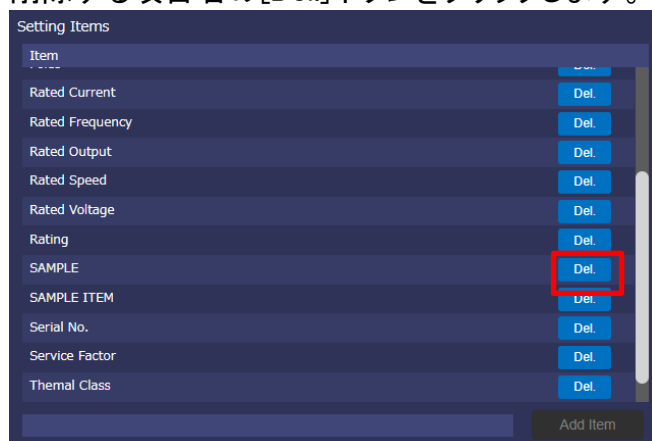 Setting Items
Item
Rated Current Del.
Rated Frequency Del.
Rated Output Del.
Rated Speed Del.
Rated Voltage Del.
Rating Del.
SAMPLE Del.
SAMPLE ITEM Del.
Serial No. Del.
Service Factor Del.
Themal Class Del.
Add Item